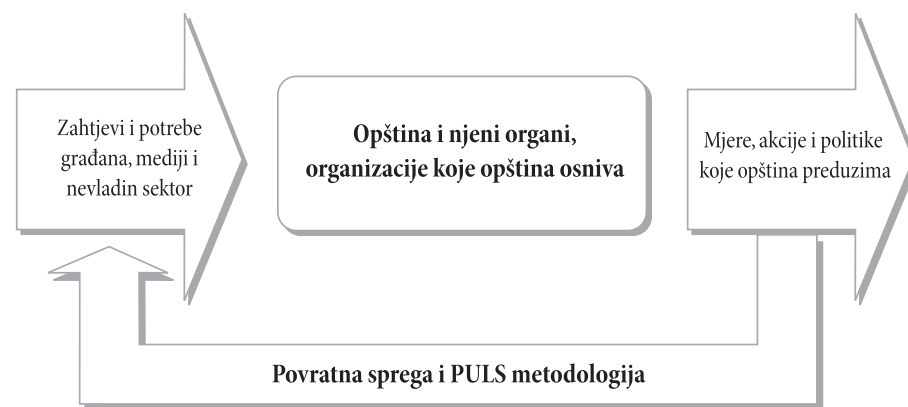 Zahtjevi i potrebe
građana, mediji i
nevladin sektor
Opština i njeni organi,
organizacije koje opština osniva
Mjere, akcije i politike
koje opština preduzima
Povratna sprega i PULS metodologija